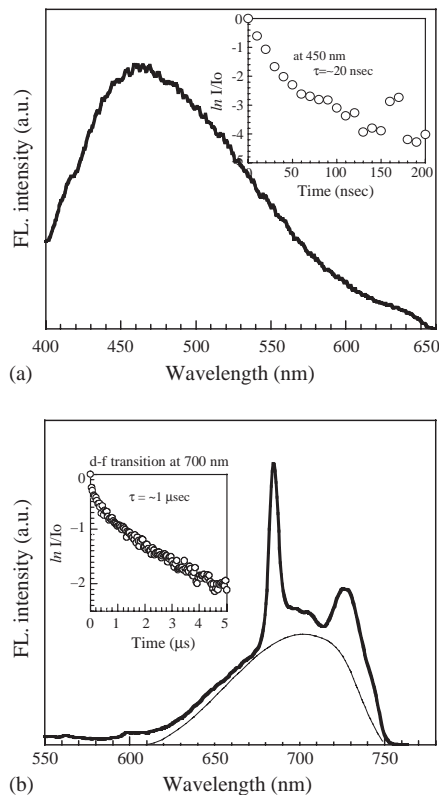 FL. intensity (a.u.)
ln I/Io
0
-1
-2
-3
-4
-5
at 450 nm
τ=~20 nsec
50 100 150 200
Time (nsec)
400 450 500 550 600 650
(a)
Wavelength (nm)
FL. intensity (a.u.)
d-f transition at 700 nm
ln I/Io
0
-1
-2
τ = ~1 μsec
0 1 2 3 4 5
Time (μs)
550 600 650 700 750
(b)
Wavelength (nm)